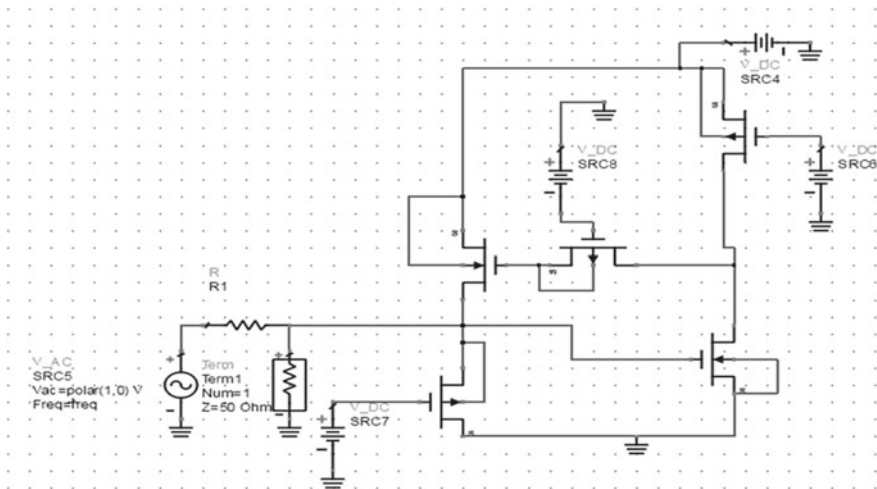 V_DC
SRC4
V_DC
SRC8
V_DC
SRC6
R
R1
V_AC
SRC5
Vac=polar(1,0) V
Freq=freq
Term
Term1
Num=1
Z=50 Ohm
V_DC
SRC7